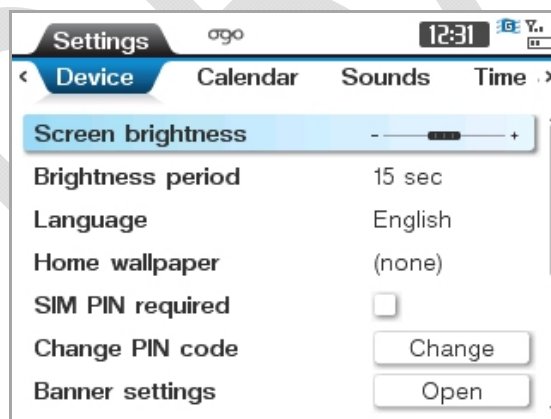 Settings ogo 12:31 G
Device Calendar Sounds Time
Screen brightness - +
Brightness period 15 sec
Language English
Home wallpaper (none)
SIM PIN required
Change PIN code Change
Banner settings Open